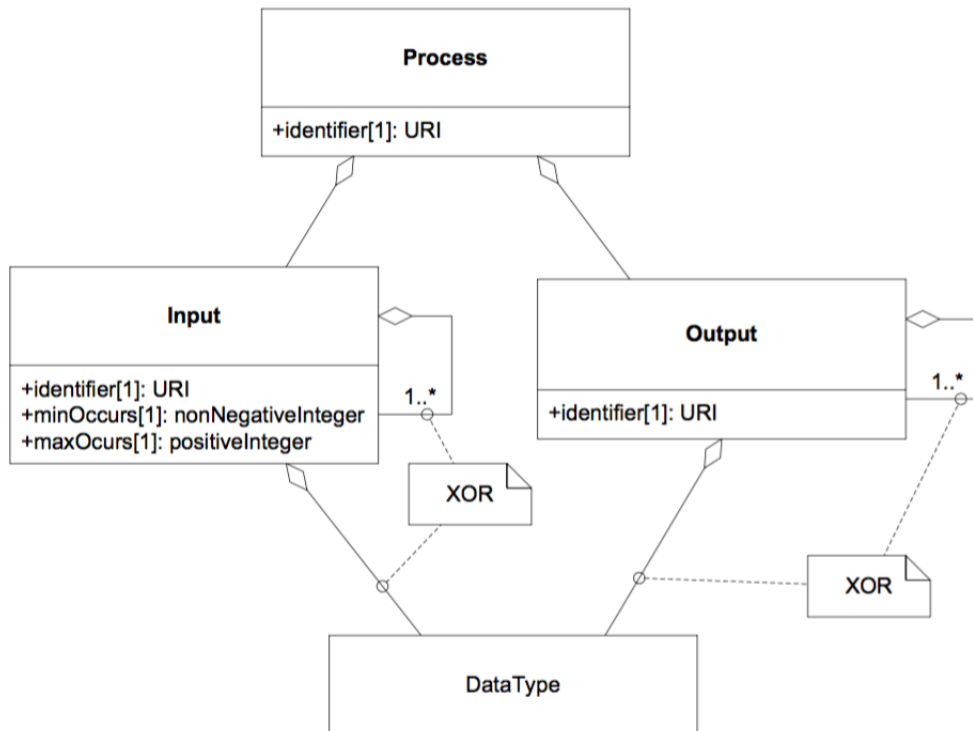 Process
+identifier[1]: URI
Input
+identifier[1]: URI
+minOccurs[1]: nonNegativeInteger
+maxOcurs[1]: positiveInteger
1..*
XOR
Output
+identifier[1]: URI
1..*
XOR
DataType